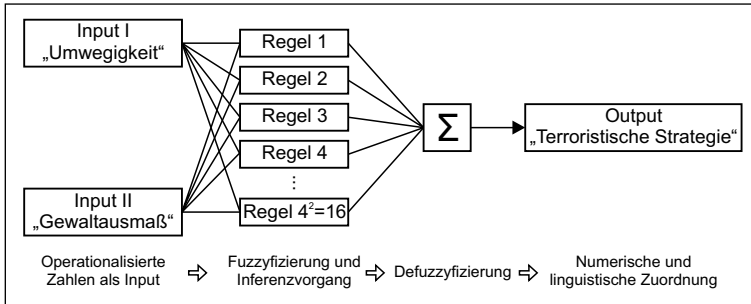 Input I
„Umwegigkeit“
Regel 1
Regel 2
Regel 3
Regel 4
⋮
Regel 4²=16
Input II
„Gewaltausmaß“
Σ
Output
„Terroristische Strategie“
Operationalisierte
Zahlen als Input
Fuzzyfizierung und
Inferenzvorgang
Defuzzyfizierung
Numerische und
linguistische Zuordnung